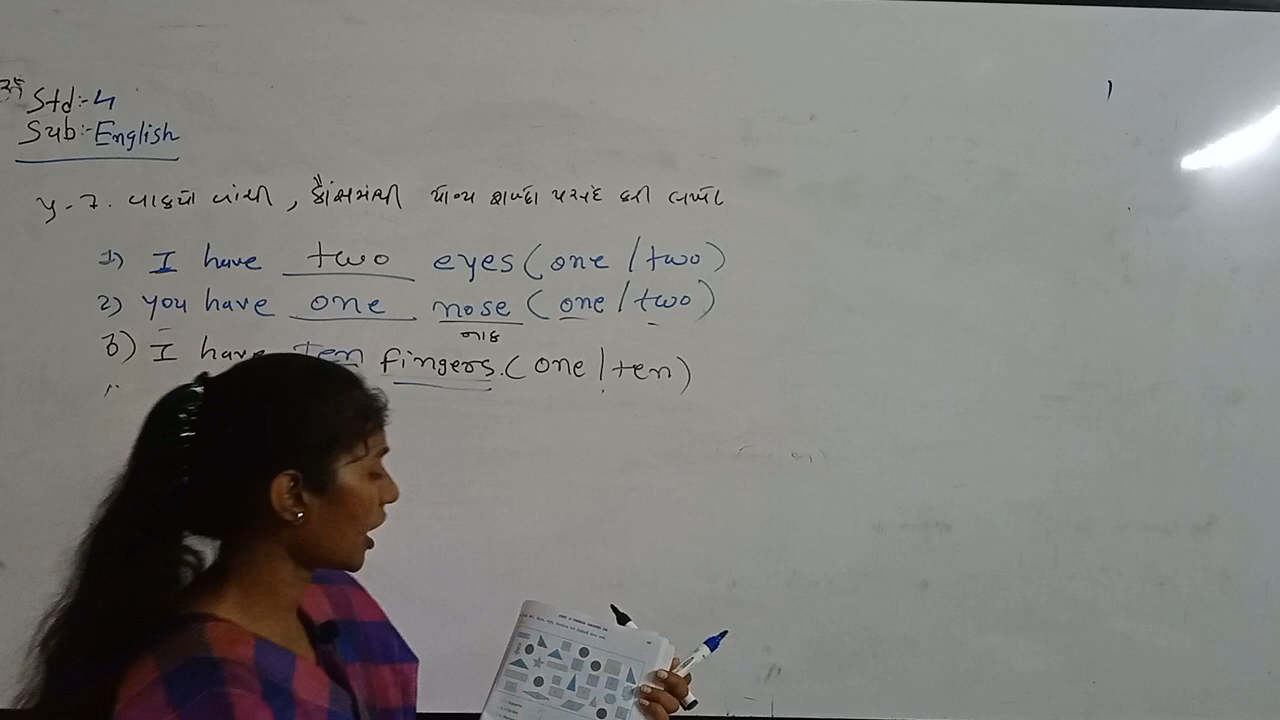 ૐ
Std:-4
Sub:-English
પ્ર-૨. વાક્યો વાંચી, કૌંસમાંથી યોગ્ય શબ્દો પસંદ કરી લખો
1) I have two eyes (one / two)
2) you have one nose (one / two)
નાક
3) I have Ten fingers. (one / ten)